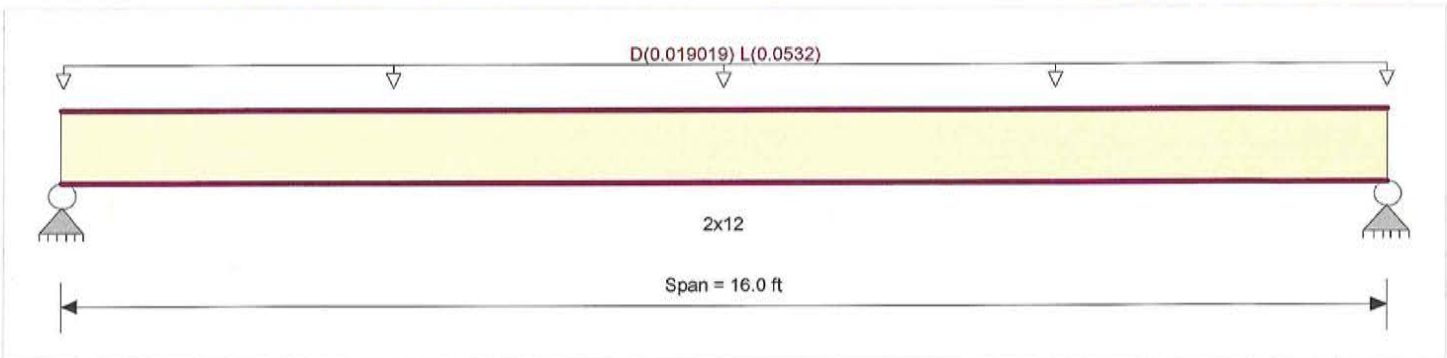 D(0.019019) L(0.0532)
2x12
Span = 16.0 ft